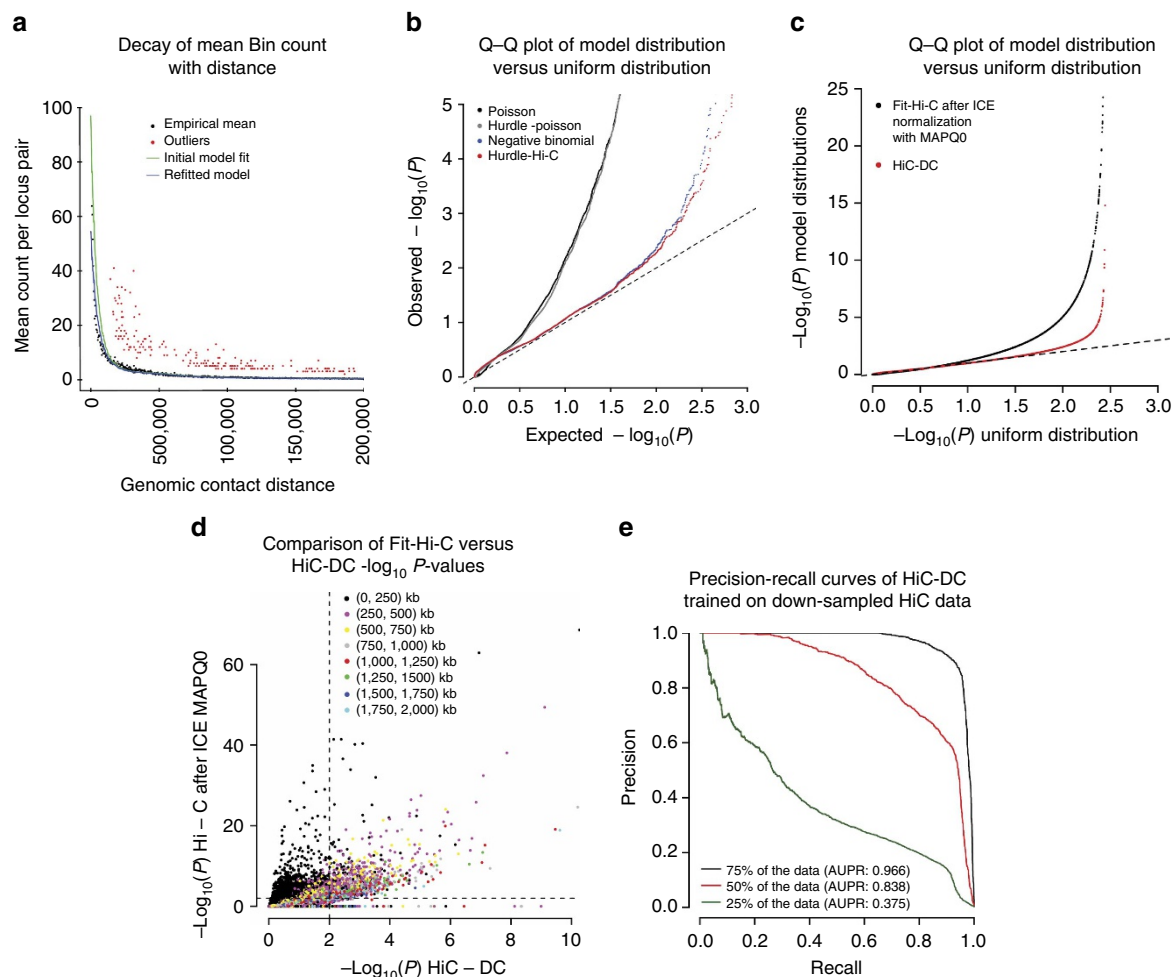 a
Decay of mean Bin count
with distance
Mean count per locus pair
100
80
60
40
20
0
Empirical mean
Outliers
Initial model fit
Refitted model
0
500,000
100,000
150,000
200,000
Genomic contact distance
b
Q–Q plot of model distribution
versus uniform distribution
Observed – log10(P)
5
4
3
2
1
0
Poisson
Hurdle -poisson
Negative binomial
Hurdle-Hi-C
0.0 0.5 1.0 1.5 2.0 2.5 3.0
Expected – log10(P)
c
Q–Q plot of model distribution
versus uniform distribution
–Log10(P) model distributions
25
20
15
10
5
0
Fit-Hi-C after ICE
normalization
with MAPQ0
HiC-DC
0.0 0.5 1.0 1.5 2.0 2.5 3.0
–Log10(P) uniform distribution
d
Comparison of Fit-Hi-C versus
HiC-DC -log10 P-values
–Log10(P) Hi – C after ICE MAPQ0
60
40
20
0
(0, 250) kb
(250, 500) kb
(500, 750) kb
(750, 1,000) kb
(1,000, 1,250) kb
(1,250, 1500) kb
(1,500, 1,750) kb
(1,750, 2,000) kb
0 2 4 6 8 10
–Log10(P) HiC – DC
e
Precision-recall curves of HiC-DC
trained on down-sampled HiC data
Precision
1.0
0.8
0.6
0.4
0.2
0.0
75% of the data (AUPR: 0.966)
50% of the data (AUPR: 0.838)
25% of the data (AUPR: 0.375)
0.0 0.2 0.4 0.6 0.8 1.0
Recall